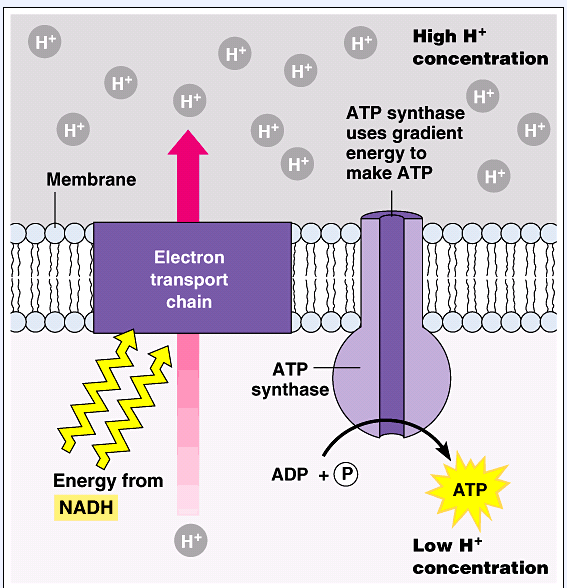 H+
H+
H+
High H+
concentration
H+
H+
H+
H+
H+
H+
H+
H+
H+
ATP synthase
uses gradient
energy to
make ATP
Membrane
Electron
transport
chain
ATP
synthase
Energy from
NADH
ADP + P
ATP
H+
Low H+
concentration